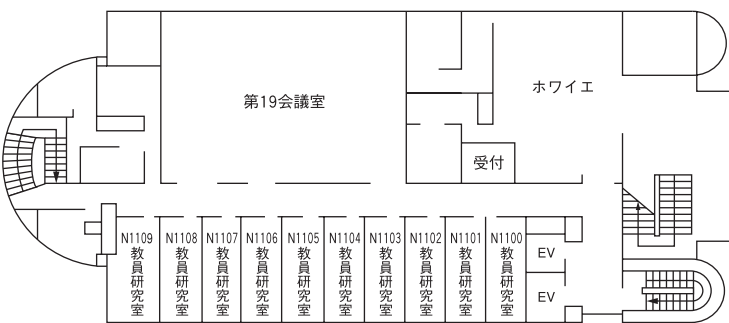 第19会議室
ホワイエ
受付
N1109
教員研究室
N1108
教員研究室
N1107
教員研究室
N1106
教員研究室
N1105
教員研究室
N1104
教員研究室
N1103
教員研究室
N1102
教員研究室
N1101
教員研究室
N1100
教員研究室
EV
EV